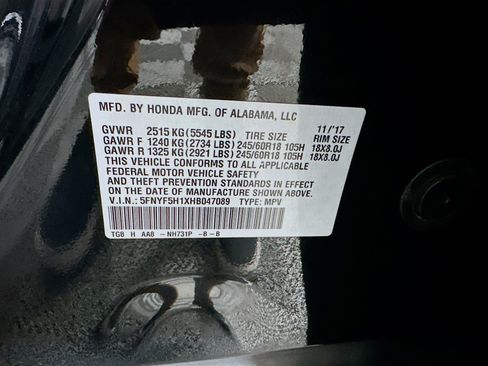 MFD. BY HONDA MFG. OF ALABAMA, LLC
11/'17
GVWR 2515 KG (5545 LBS) TIRE SIZE RIM SIZE
GAWR F 1240 KG (2734 LBS) 245/60R18 105H 18X8.0J
GAWR R 1325 KG (2921 LBS) 245/60R18 105H 18X8.0J
THIS VEHICLE CONFORMS TO ALL APPLICABLE
FEDERAL MOTOR VEHICLE SAFETY
AND THEFT PREVENTION STANDARDS IN EFFECT
ON THE DATE OF MANUFACTURE SHOWN ABOVE.
V.I.N.: 5FNYF5H1XHB047089 TYPE: MPV
TG8 H AA8 - NH731P -B -B